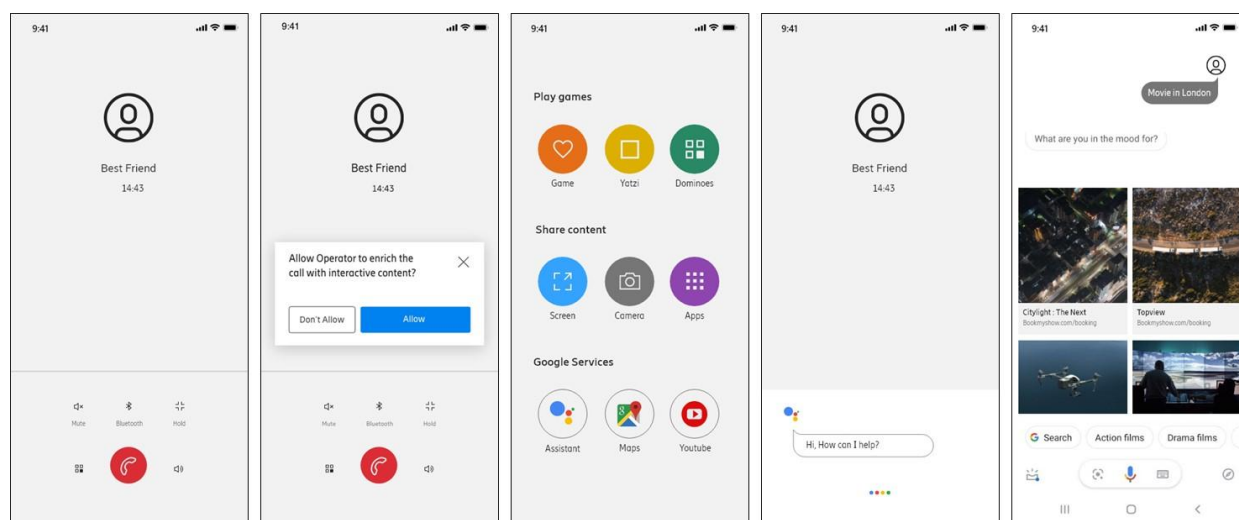 9:41
Best Friend
14:43
Mute
Bluetooth
Hold
9:41
Best Friend
14:43
Allow Operator to enrich the
call with interactive content?
Don't Allow
Allow
Mute
Bluetooth
Hold
9:41
Play games
Game
Yatzi
Dominoes
Share content
Screen
Camera
Apps
Google Services
Assistant
Maps
Youtube
9:41
Best Friend
14:43
Hi, How can I help?
9:41
Movie in London
What are you in the mood for?
Citylight : The Next
Bookmyshow.com/booking
Topview
Bookmyshow.com/booking
G Search
Action films
Drama films